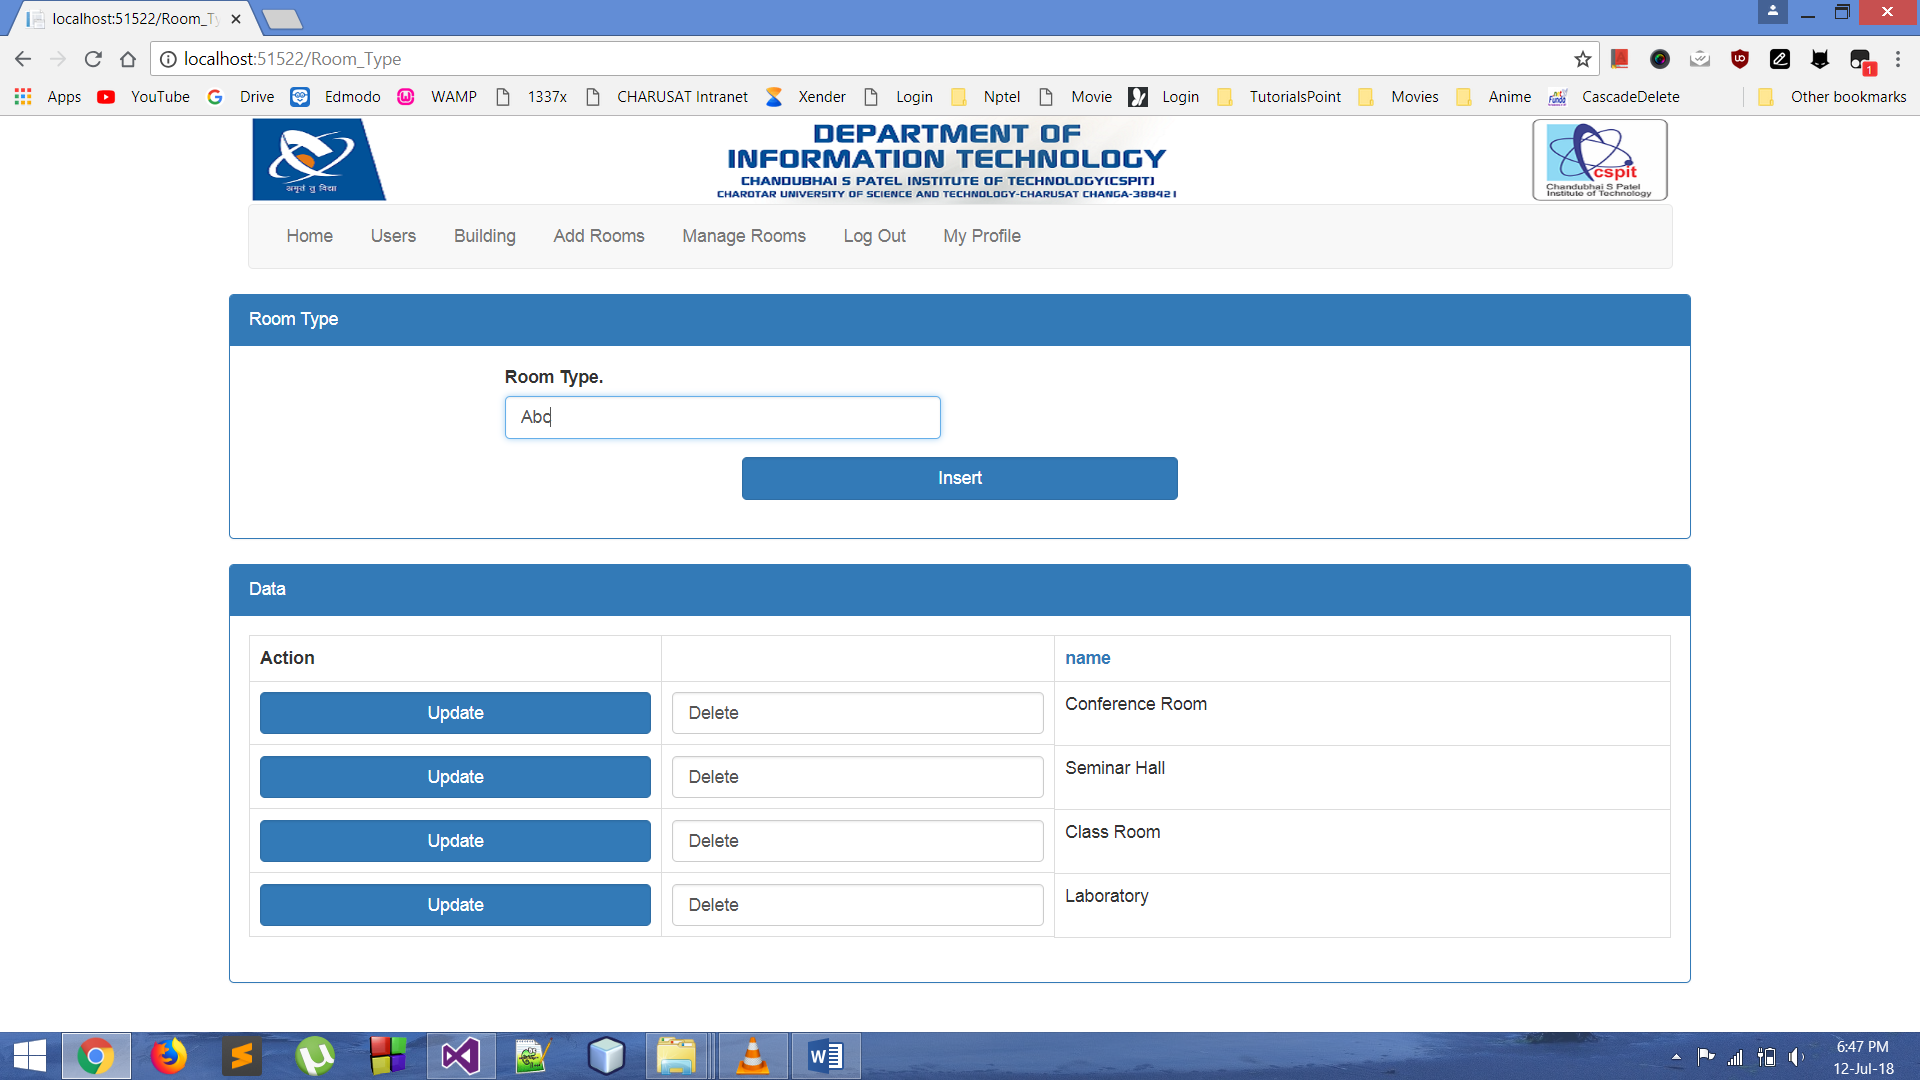 localhost:51522/Room_Ty
localhost:51522/Room_Type
1
Apps YouTube Drive Edmodo WAMP 1337x CHARUSAT Intranet Xender Login Nptel Movie Login TutorialsPoint Movies Anime CascadeDelete Other bookmarks
अमृतं तु विद्या
DEPARTMENT OF
INFORMATION TECHNOLOGY
CHANDUBHAI S PATEL INSTITUTE OF TECHNOLOGY(CSPIT)
CHAROTAR UNIVERSITY OF SCIENCE AND TECHNOLOGY-CHARUSAT CHANGA-388421
cspit
Chandubhai S Patel
Institute of Technology
Home Users Building Add Rooms Manage Rooms Log Out My Profile
Room Type
Room Type.
Abc
Insert
Data
Action name
Update Delete Conference Room
Update Delete Seminar Hall
Update Delete Class Room
Update Delete Laboratory
6:47 PM
12-Jul-18